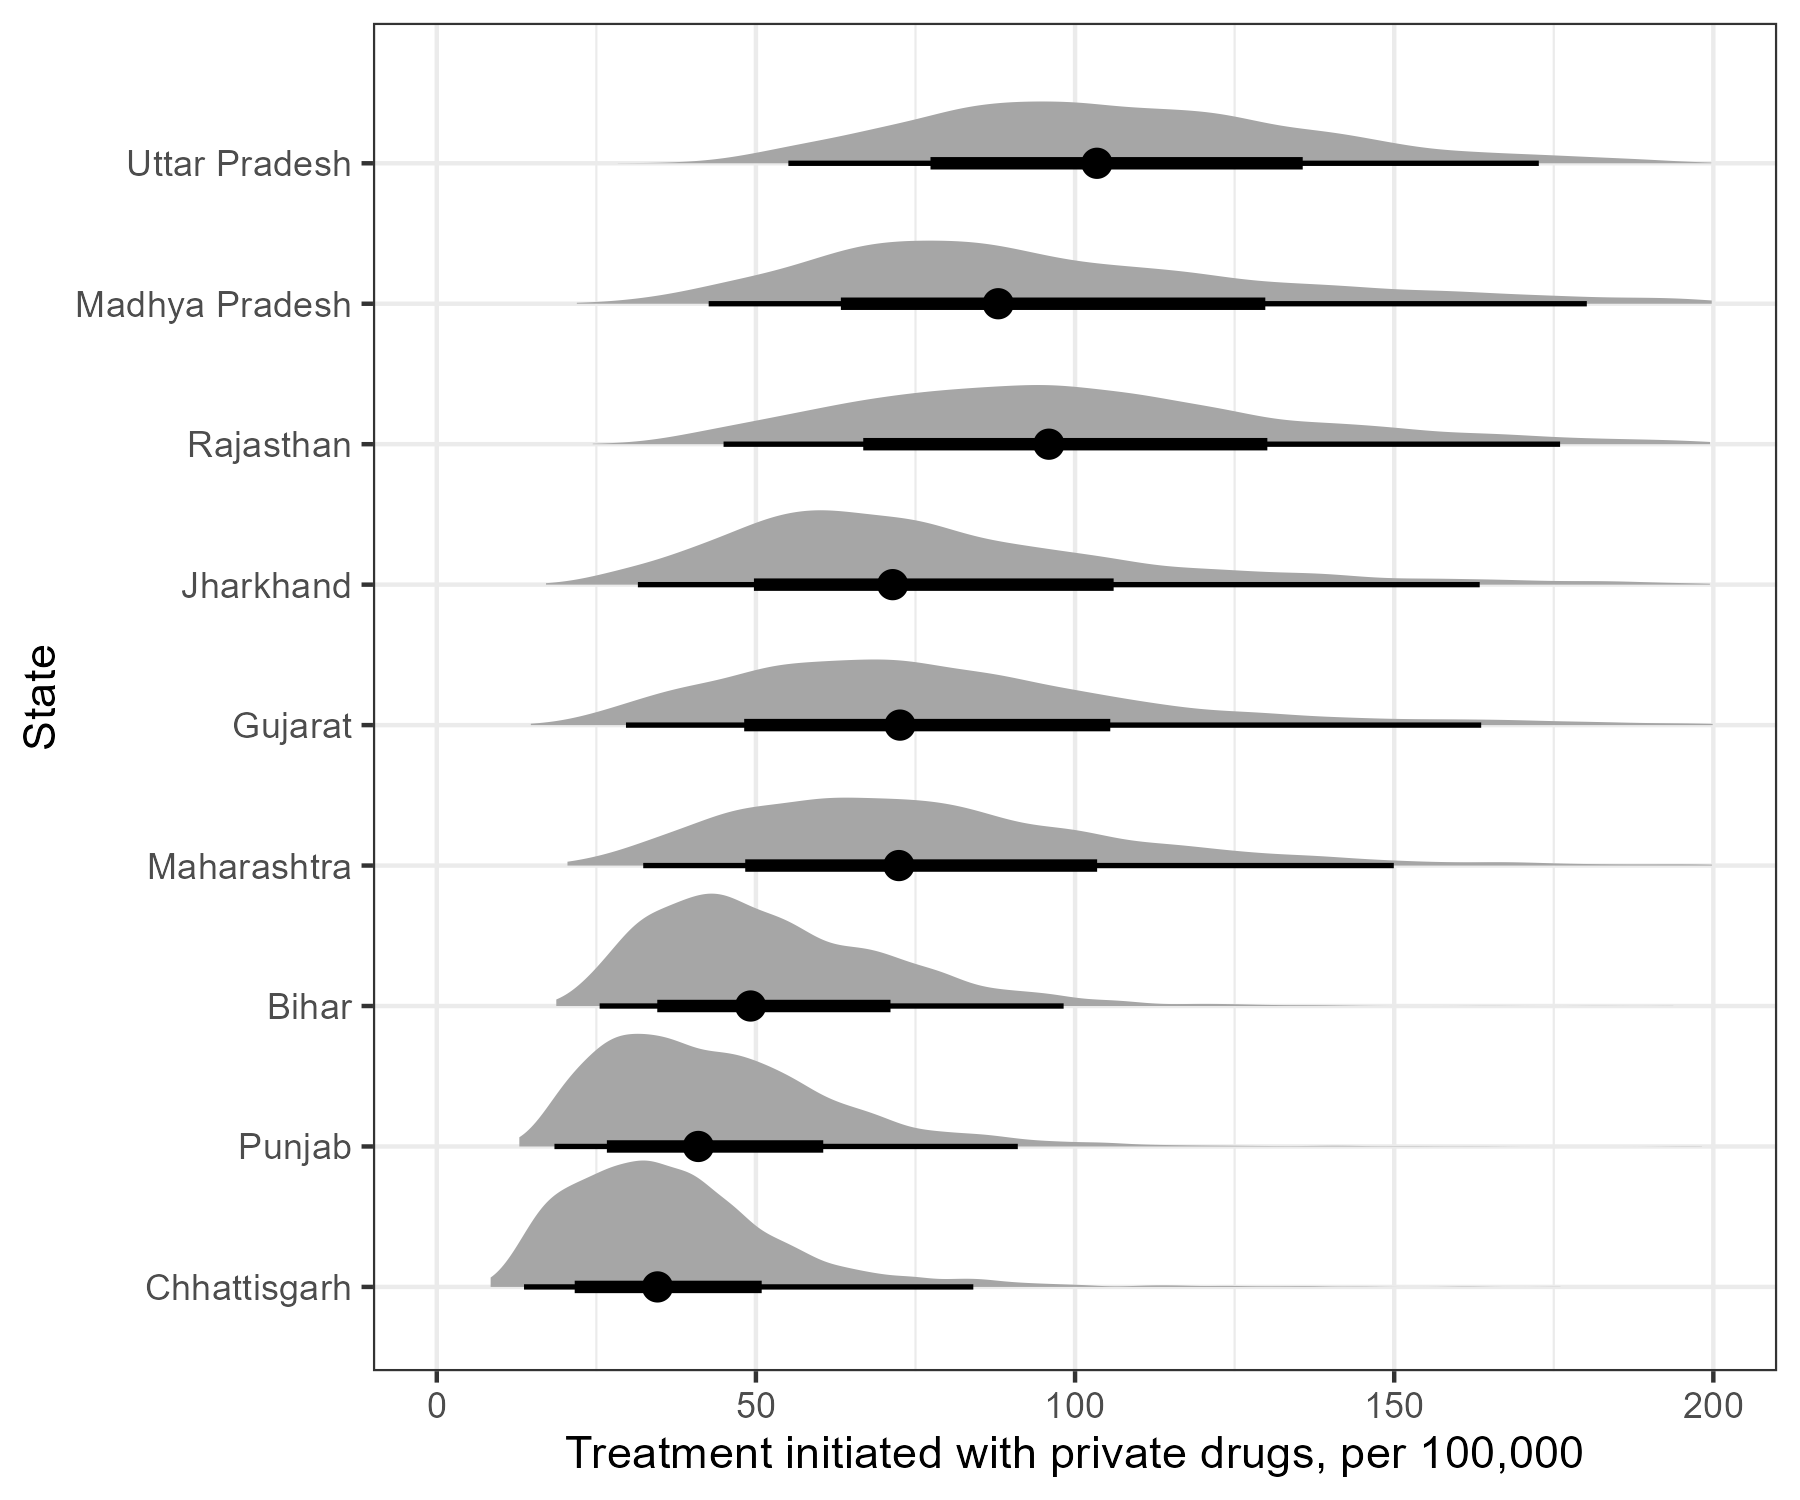 State
Uttar Pradesh
Madhya Pradesh
Rajasthan
Jharkhand
Gujarat
Maharashtra
Bihar
Punjab
Chhattisgarh
0 50 100 150 200
Treatment initiated with private drugs, per 100,000